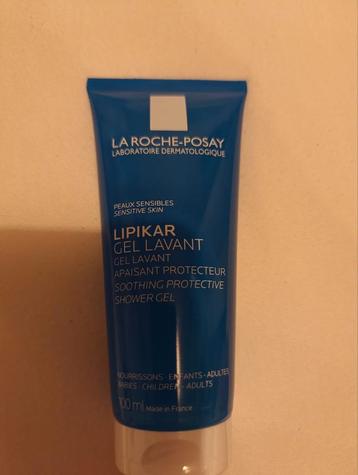 LA ROCHE-POSAY
LABORATOIRE DERMATOLOGIQUE
PEAUX SENSIBLES
SENSITIVE SKIN
LIPIKAR
GEL LAVANT
GEL LAVANT
APAISANT PROTECTEUR
SOOTHING PROTECTIVE
SHOWER GEL
NOURRISSONS - ENFANTS - ADULTES
BABIES - CHILDREN - ADULTS
100 ml Made in France